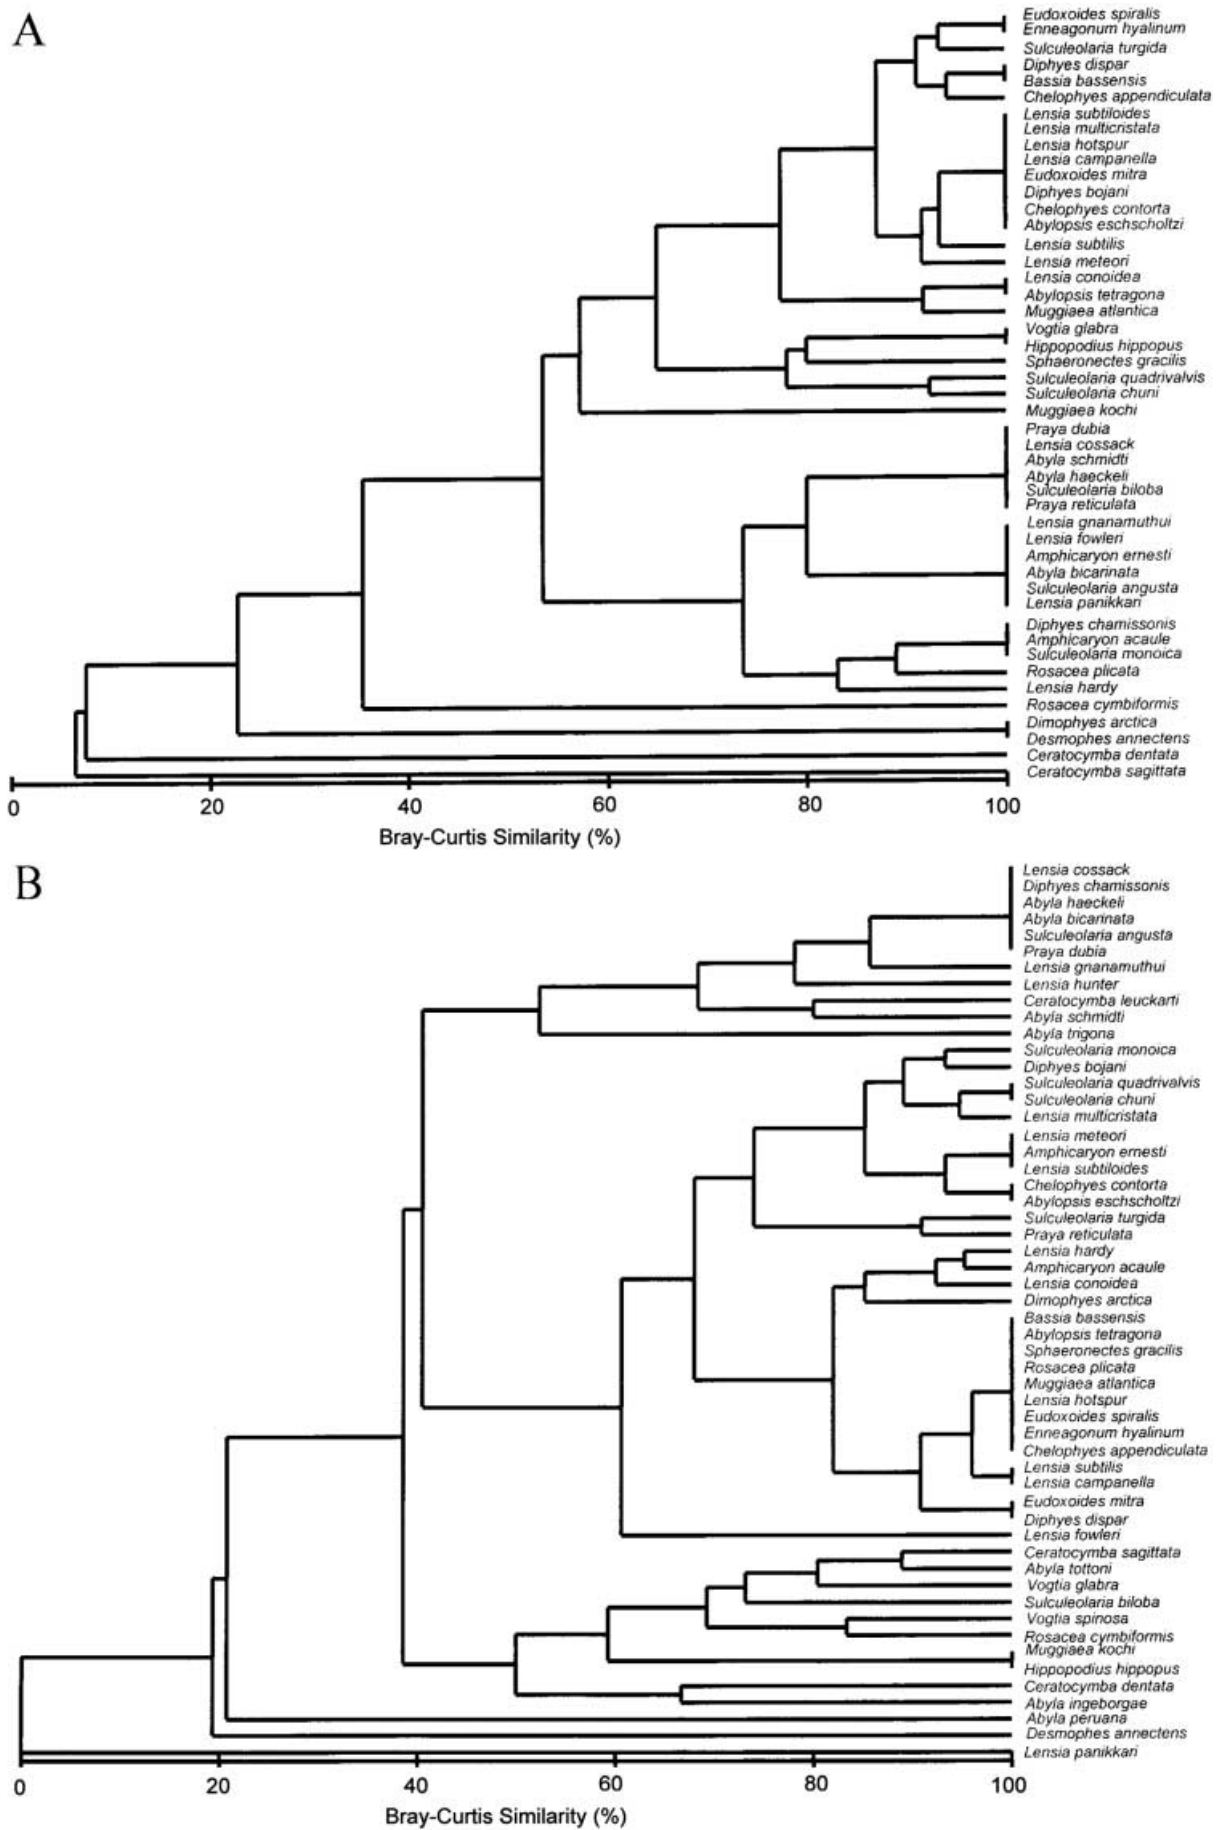 A
Eudoxoides spiralis
Enneagonum hyalinum
Sulculeolaria turgida
Diphyes dispar
Bassia bassensis
Chelophyes appendiculata
Lensia subtiloides
Lensia multicristata
Lensia hotspur
Lensia campanella
Eudoxoides mitra
Diphyes bojani
Chelophyes contorta
Abylopsis eschscholtzi
Lensia subtilis
Lensia meteori
Lensia conoidea
Abylopsis tetragona
Muggiaea atlantica
Vogtia glabra
Hippopodius hippopus
Sphaeronectes gracilis
Sulculeolaria quadrivalvis
Sulculeolaria chuni
Muggiaea kochi
Praya dubia
Lensia cossack
Abyla schmidti
Abyla haeckeli
Sulculeolaria biloba
Praya reticulata
Lensia gnanamuthui
Lensia fowleri
Amphicaryon ernesti
Abyla bicarinata
Sulculeolaria angusta
Lensia panikkari
Diphyes chamissonis
Amphicaryon acaule
Sulculeolaria monoica
Rosacea plicata
Lensia hardy
Rosacea cymbiformis
Dimophyes arctica
Desmophes annectens
Ceratocymba dentata
Ceratocymba sagittata
0 20 40 60 80 100
Bray-Curtis Similarity (%)
B
Lensia cossack
Diphyes chamissonis
Abyla haeckeli
Abyla bicarinata
Sulculeolaria angusta
Praya dubia
Lensia gnanamuthui
Lensia hunter
Ceratocymba leuckarti
Abyla schmidti
Abyla trigona
Sulculeolaria monoica
Diphyes bojani
Sulculeolaria quadrivalvis
Sulculeolaria chuni
Lensia multicristata
Lensia meteori
Amphicaryon ernesti
Lensia subtiloides
Chelophyes contorta
Abylopsis eschscholtzi
Sulculeolaria turgida
Praya reticulata
Lensia hardy
Amphicaryon acaule
Lensia conoidea
Dimophyes arctica
Bassia bassensis
Abylopsis tetragona
Sphaeronectes gracilis
Rosacea plicata
Muggiaea atlantica
Lensia hotspur
Eudoxoides spiralis
Enneagonum hyalinum
Chelophyes appendiculata
Lensia subtilis
Lensia campanella
Eudoxoides mitra
Diphyes dispar
Lensia fowleri
Ceratocymba sagittata
Abyla tottoni
Vogtia glabra
Sulculeolaria biloba
Vogtia spinosa
Rosacea cymbiformis
Muggiaea kochi
Hippopodius hippopus
Ceratocymba dentata
Abyla ingeborgae
Abyla peruana
Desmophes annectens
Lensia panikkari
0 20 40 60 80 100
Bray-Curtis Similarity (%)